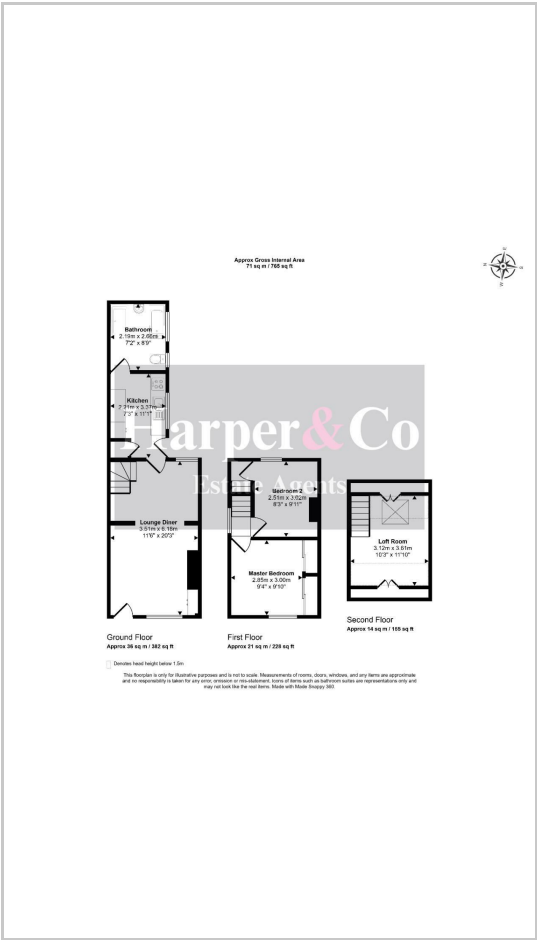 Approx Gross Internal Area
71 sq m / 765 sq ft
N
E
S
W
Bathroom
2.19m x 2.66m
7'2" x 8'9"
Kitchen
2.21m x 3.37m
7'3" x 11'1"
Harper&Co
Estate Agents
Lounge Diner
3.51m x 6.18m
11'6" x 20'3"
Bedroom 2
2.51m x 3.02m
8'3" x 9'11"
Master Bedroom
2.85m x 3.00m
9'4" x 9'10"
Loft Room
3.12m x 3.61m
10'3" x 11'10"
Ground Floor
Approx 36 sq m / 382 sq ft
First Floor
Approx 21 sq m / 228 sq ft
Second Floor
Approx 14 sq m / 155 sq ft
Denotes head height below 1.5m
This floorplan is only for illustrative purposes and is not to scale. Measurements of rooms, doors, windows, and any items are approximate
and no responsibility is taken for any error, omission or mis-statement. Icons of items such as bathroom suites are representations only and
may not look like the real items. Made with Made Snappy 360.